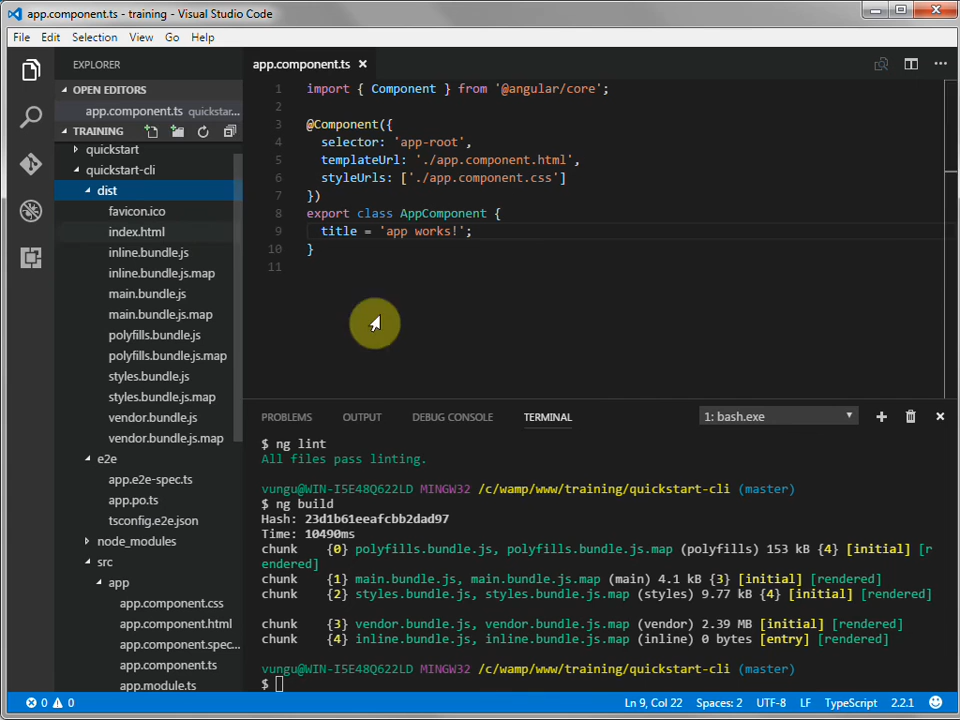 app.component.ts - training - Visual Studio Code
File Edit Selection View Go Help
EXPLORER
OPEN EDITORS
app.component.ts quickstar...
TRAINING
quickstart
quickstart-cli
dist
favicon.ico
index.html
inline.bundle.js
inline.bundle.js.map
main.bundle.js
main.bundle.js.map
polyfills.bundle.js
polyfills.bundle.js.map
styles.bundle.js
styles.bundle.js.map
vendor.bundle.js
vendor.bundle.js.map
e2e
app.e2e-spec.ts
app.po.ts
tsconfig.e2e.json
node_modules
src
app
app.component.css
app.component.html
app.component.spec...
app.component.ts
app.module.ts
app.component.ts
1 import { Component } from '@angular/core';
2
3 @Component({
4 selector: 'app-root',
5 templateUrl: './app.component.html',
6 styleUrls: ['./app.component.css']
7 })
8 export class AppComponent {
9 title = 'app works!';
10 }
11
PROBLEMS OUTPUT DEBUG CONSOLE TERMINAL 1: bash.exe
$ ng lint
All files pass linting.
vungu@WIN-I5E48Q622LD MINGW32 /c/wamp/www/training/quickstart-cli (master)
$ ng build
Hash: 23d1b61eeafcbb2dad97
Time: 10490ms
chunk {0} polyfills.bundle.js, polyfills.bundle.js.map (polyfills) 153 kB {4} [initial] [r
endered]
chunk {1} main.bundle.js, main.bundle.js.map (main) 4.1 kB {3} [initial] [rendered]
chunk {2} styles.bundle.js, styles.bundle.js.map (styles) 9.77 kB {4} [initial] [rendered]
chunk {3} vendor.bundle.js, vendor.bundle.js.map (vendor) 2.39 MB [initial] [rendered]
chunk {4} inline.bundle.js, inline.bundle.js.map (inline) 0 bytes [entry] [rendered]
vungu@WIN-I5E48Q622LD MINGW32 /c/wamp/www/training/quickstart-cli (master)
$
0 0 Ln 9, Col 22 Spaces: 2 UTF-8 LF TypeScript 2.2.1